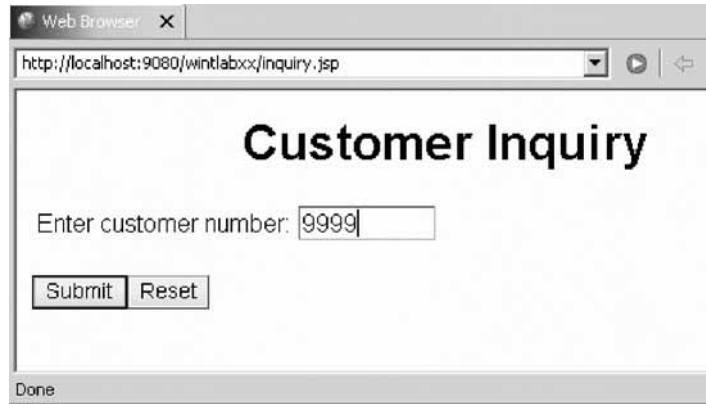 Web Browser
http://localhost:9080/wintlabxx/inquiry.jsp
Customer Inquiry
Enter customer number: 9999
Submit Reset
Done